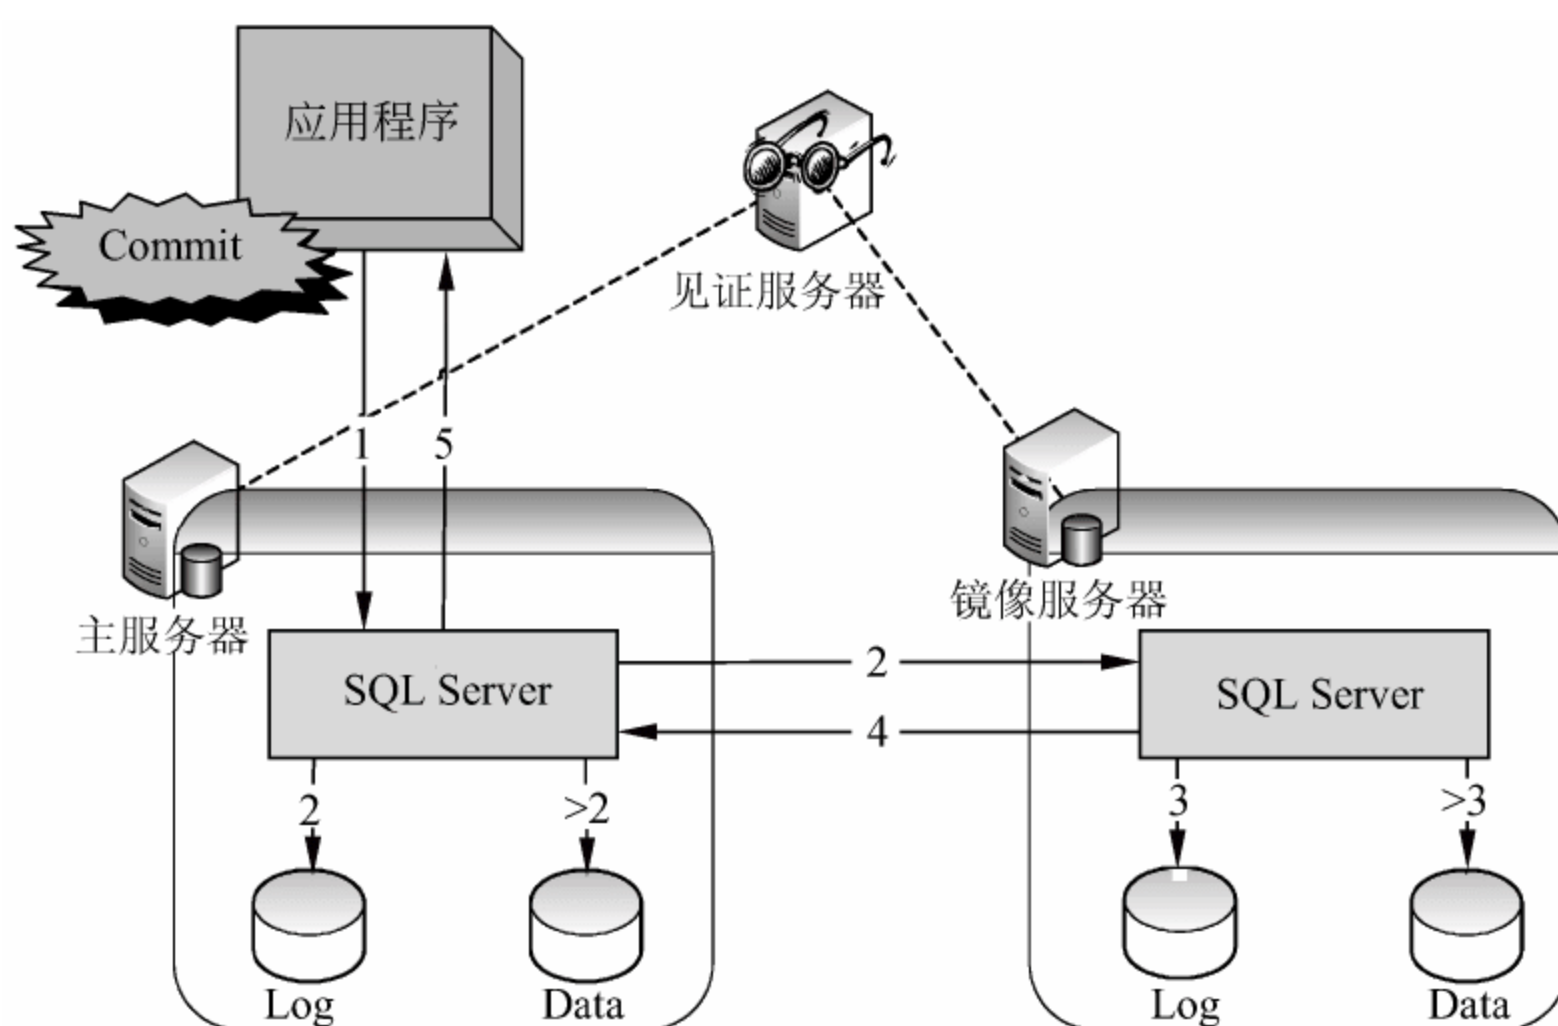 应用程序
Commit
见证服务器
1
5
主服务器
镜像服务器
SQL Server
2
SQL Server
4
2
>2
3
>3
Log
Data
Log
Data